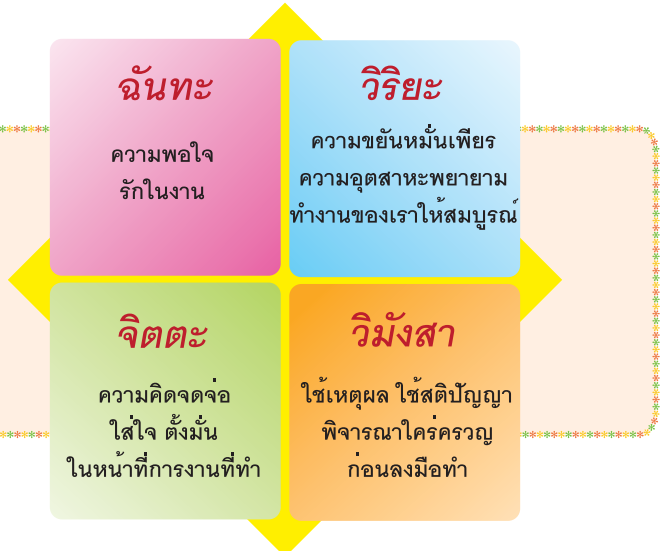 ฉันทะ
ความพอใจ
รักในงาน
วิริยะ
ความขยันหมั่นเพียร
ความอุตสาหะพยายาม
ทำงานของเราให้สมบูรณ์
จิตตะ
ความคิดจดจ่อ
ใส่ใจ ตั้งมั่น
ในหน้าที่การงานที่ทำ
วิมังสา
ใช้เหตุผล ใช้สติปัญญา
พิจารณาใคร่ครวญ
ก่อนลงมือทำ